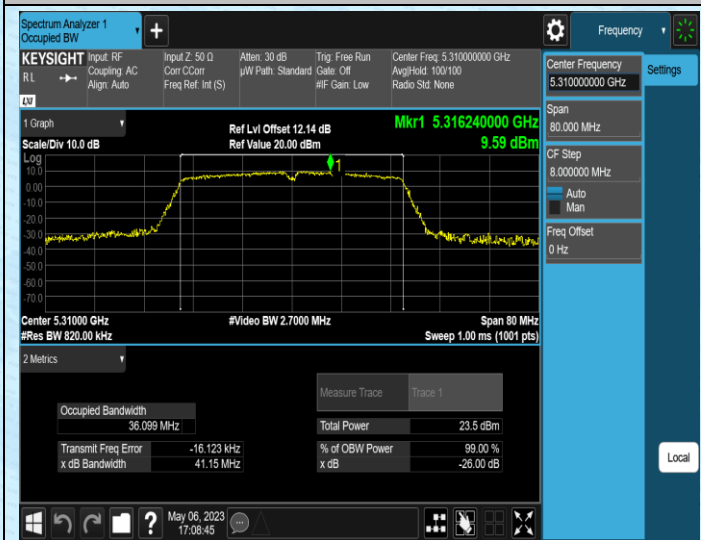 Spectrum Analyzer 1
Occupied BW
+
Frequency
KEYSIGHT
RL
Input: RF
Coupling: AC
Align: Auto
Input Z: 50 Ω
Corr CCorr
Freq Ref: Int (S)
Atten: 30 dB
µW Path: Standard
Trig: Free Run
Gate: Off
#IF Gain: Low
Center Freq: 5.310000000 GHz
Avg|Hold: 100/100
Radio Std: None
LXI
Center Frequency
5.310000000 GHz
Settings
Span
80.000 MHz
CF Step
8.000000 MHz
Auto
Man
Freq Offset
0 Hz
1 Graph
Ref Lvl Offset 12.14 dB
Mkr1 5.316240000 GHz
Scale/Div 10.0 dB
Ref Value 20.00 dBm
9.59 dBm
Log
10.0
0.00
-10.0
-20.0
-30.0
-40.0
-50.0
-60.0
-70.0
1
Center 5.31000 GHz
#Video BW 2.7000 MHz
Span 80 MHz
#Res BW 820.00 kHz
Sweep 1.00 ms (1001 pts)
2 Metrics
Measure Trace
Trace 1
Occupied Bandwidth
36.099 MHz
Total Power
23.5 dBm
Transmit Freq Error
-16.123 kHz
% of OBW Power
99.00 %
x dB Bandwidth
41.15 MHz
x dB
-26.00 dB
Local
?
May 06, 2023
17:08:45